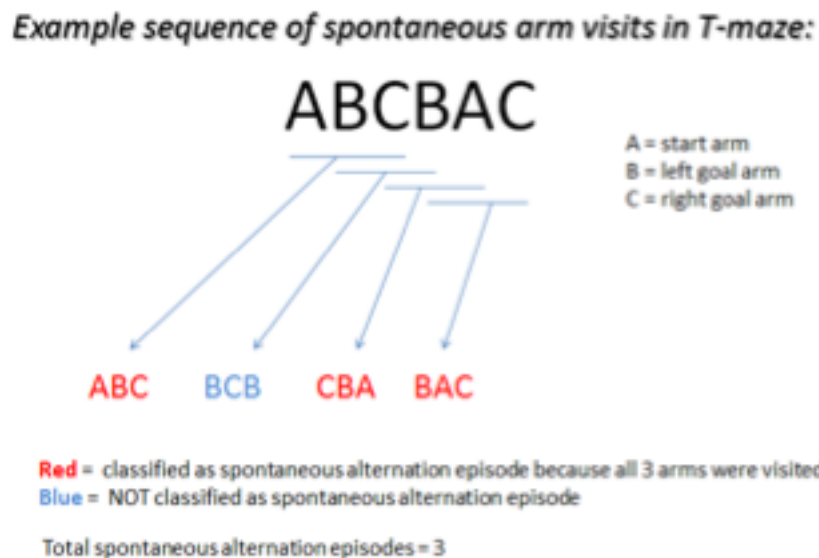 Example sequence of spontaneous arm visits in T-maze:
ABCBAC
A = start arm
B = left goal arm
C = right goal arm
ABC BCB CBA BAC
Red = classified as spontaneous alternation episode because all 3 arms were visited
Blue = NOT classified as spontaneous alternation episode
Total spontaneous alternation episodes = 3